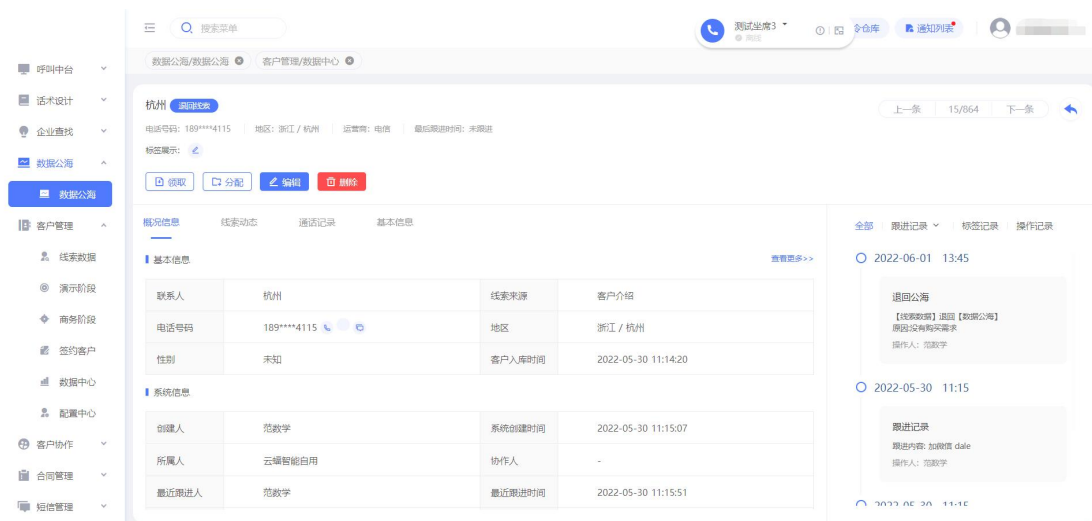 搜索菜单
测试坐席3
离线
令仓库
通知列表
数据公海/数据公海
客户管理/数据中心
呼叫中台
话术设计
企业查找
数据公海
数据公海
客户管理
线索数据
演示阶段
商务阶段
签约客户
数据中心
配置中心
客户协作
合同管理
短信管理
杭州 退回线索
上一条 15/864 下一条
电话号码: 189****4115 地区: 浙江 / 杭州 运营商: 电信 最后跟进时间: 未跟进
标签展示:
领取 分配 编辑 删除
概况信息 线索动态 通话记录 基本信息
基本信息 查看更多>>
联系人 杭州 线索来源 客户介绍
电话号码 189****4115 地区 浙江 / 杭州
性别 未知 客户入库时间 2022-05-30 11:14:20
系统信息
创建人 范数学 系统创建时间 2022-05-30 11:15:07
所属人 云蝠智能自用 协作人 -
最近跟进人 范数学 最近跟进时间 2022-05-30 11:15:51
全部 跟进记录 标签记录 操作记录
2022-06-01 13:45
退回公海
【线索数据】退回【数据公海】
原因:没有购买需求
操作人: 范数学
2022-05-30 11:15
跟进记录
跟进内容: 加微信 dale
操作人: 范数学
2022-05-30 11:15